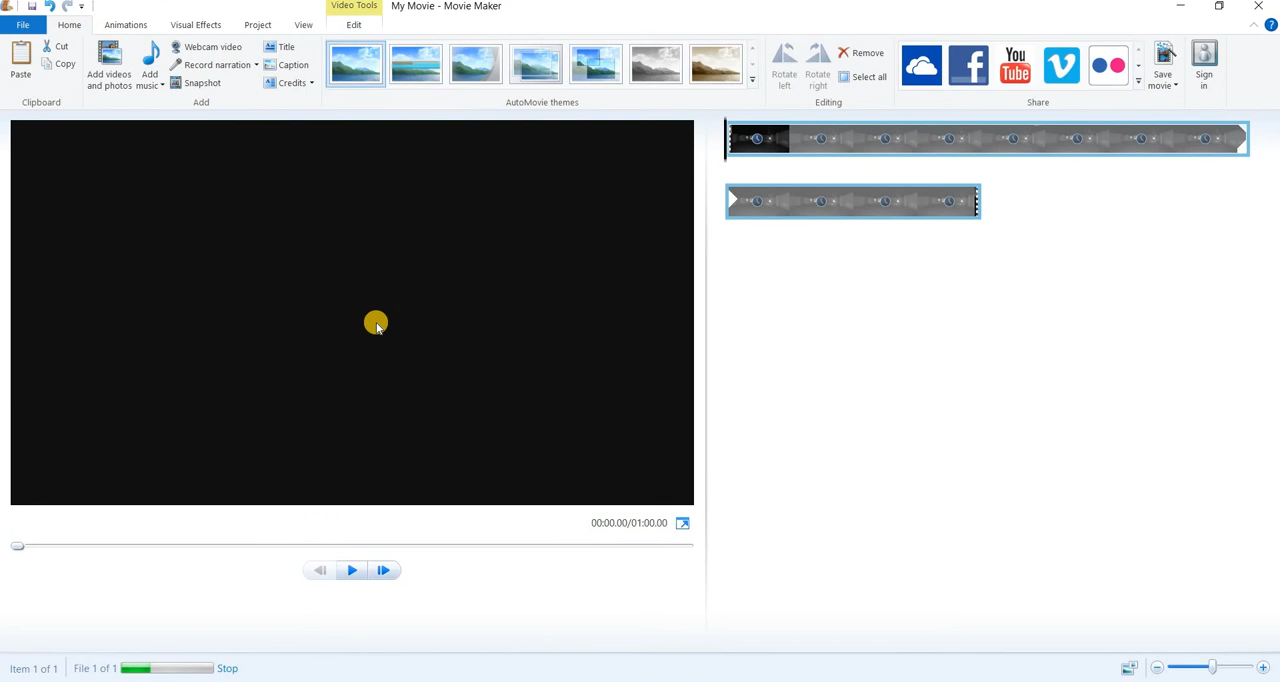 Video Tools
My Movie - Movie Maker
File
Home
Animations
Visual Effects
Project
View
Edit
Paste
Cut
Copy
Clipboard
Add videos
and photos
Add
music
Webcam video
Record narration
Snapshot
Title
Caption
Credits
Add
AutoMovie themes
Rotate
left
Rotate
right
Remove
Select all
Editing
You
Tube
Share
Save
movie
Sign
in
00:00.00/01:00.00
Item 1 of 1
File 1 of 1
Stop